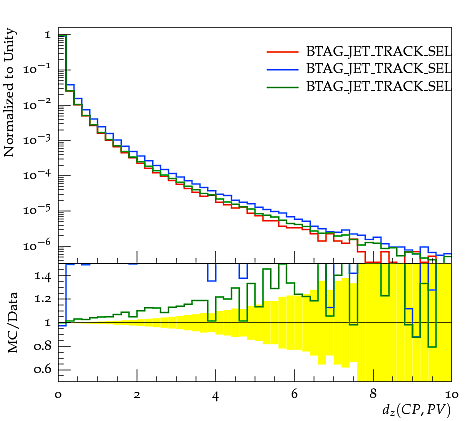 Normalized to Unity
1
10⁻¹
10⁻²
10⁻³
10⁻⁴
10⁻⁵
10⁻⁶
BTAG_JET_TRACK_SEL
BTAG_JET_TRACK_SEL
BTAG_JET_TRACK_SEL
MC/Data
1.4
1.2
1
0.8
0.6
0 2 4 6 8 10
d_z(CP, PV)